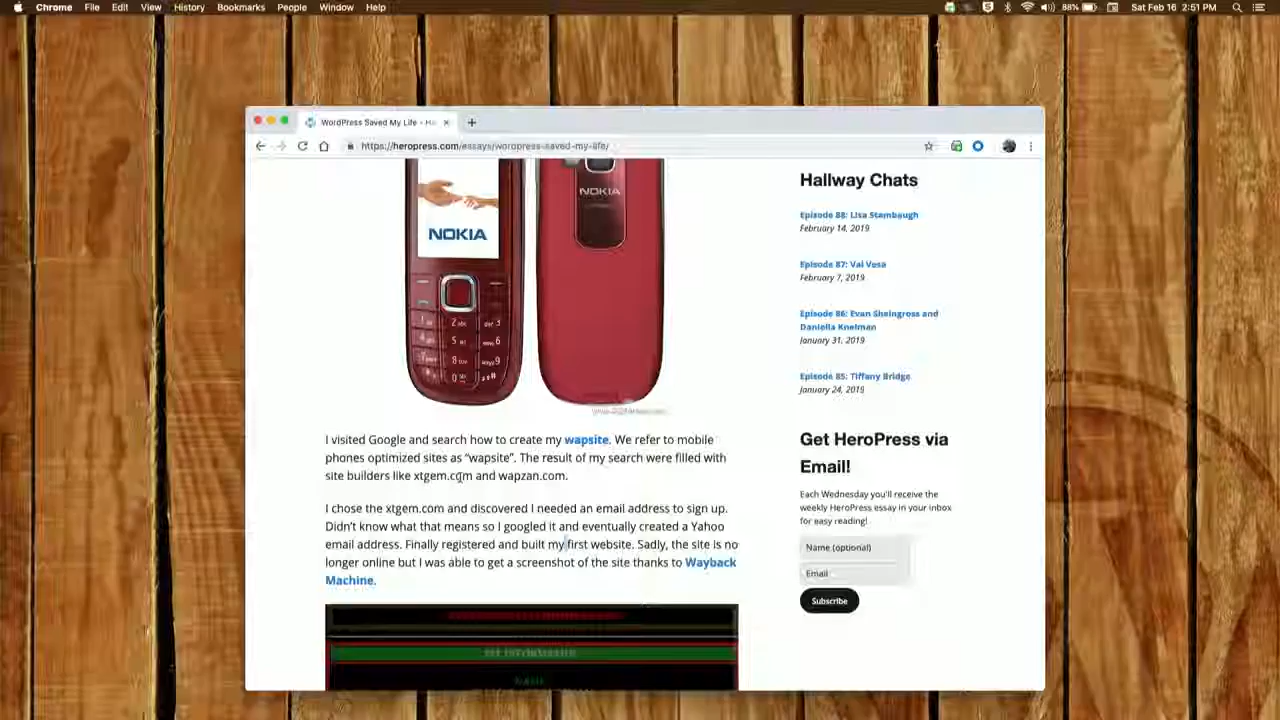 Chrome File Edit View History Bookmarks People Window Help
88% Sat Feb 16 2:51 PM
WordPress Saved My Life - He
https://heropress.com/essays/woropress-saved-my-life/
NOKIA
NOKIA
Hallway Chats
Episode 88: Lisa Stambaugh
February 14, 2019
Episode 87: Val Vesa
February 7, 2019
Episode 86: Evan Sheingross and
Daniella Knelman
January 31, 2019
Episode 85: Tiffany Bridge
January 24, 2019
I visited Google and search how to create my wapsite. We refer to mobile
phones optimized sites as “wapsite”. The result of my search were filled with
site builders like xtgem.com and wapzan.com.
I chose the xtgem.com and discovered I needed an email address to sign up.
Didn’t know what that means so I googled it and eventually created a Yahoo
email address. Finally registered and built my first website. Sadly, the site is no
longer online but I was able to get a screenshot of the site thanks to Wayback
Machine.
Get HeroPress via
Email!
Each Wednesday you'll receive the
weekly HeroPress essay in your inbox
for easy reading!
Name (optional)
Email
Subscribe